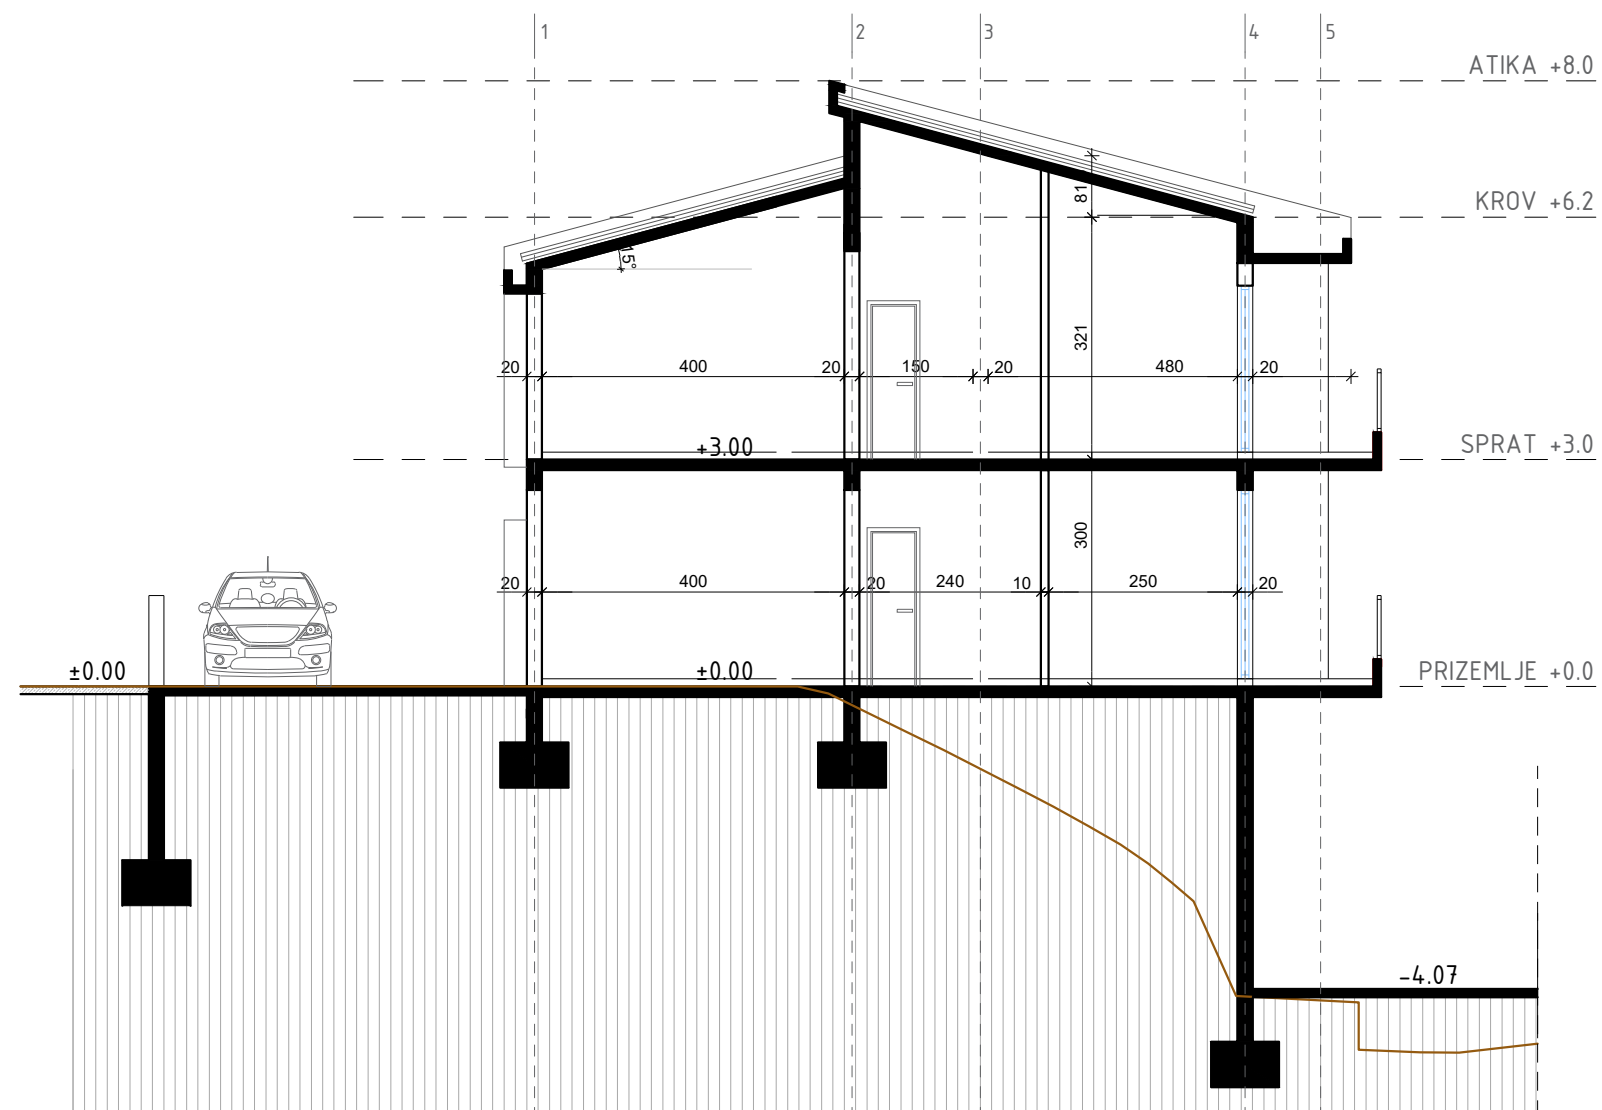 1 2 3 4 5
ATIKA +8.0
KROV +6.2
81
15°
321
20 400 20 150 20 480 20
+3.00
SPRAT +3.0
300
20 400 20 240 10 250 20
±0.00 ±0.00 PRIZEMLJE +0.0
-4.07